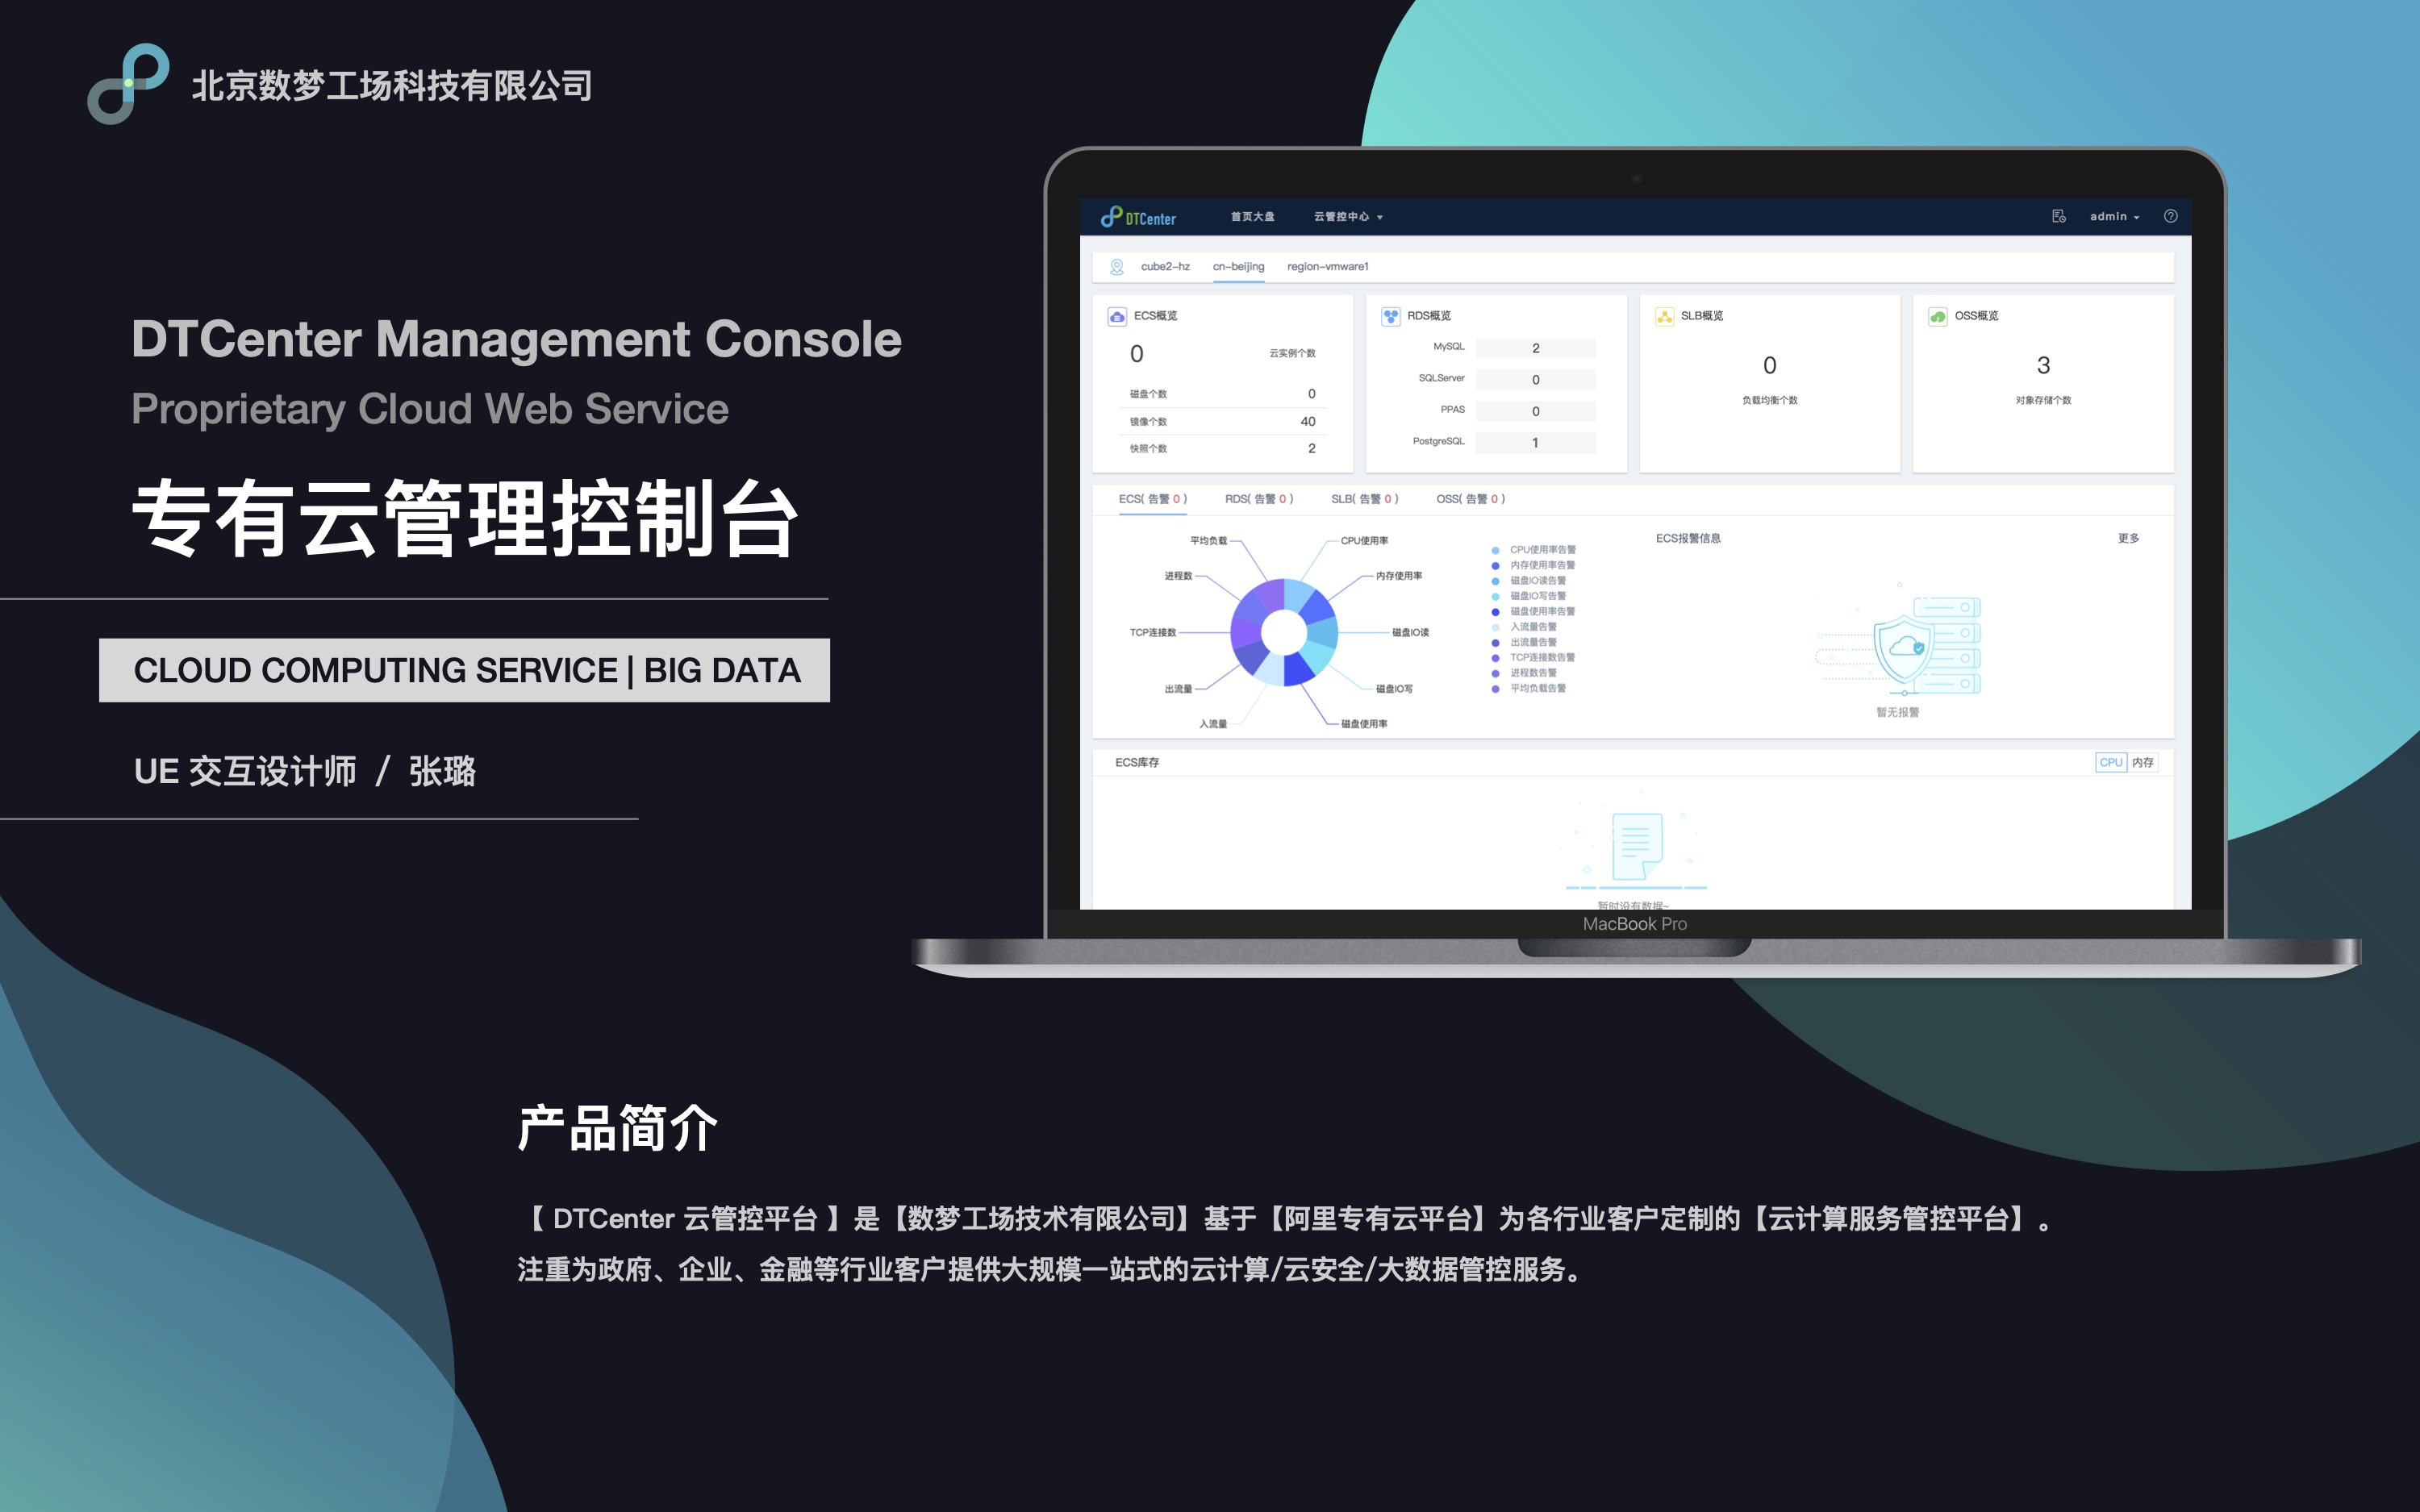 北京数梦工场科技有限公司
DTCenter Management Console
Proprietary Cloud Web Service
专有云管理控制台
CLOUD COMPUTING SERVICE | BIG DATA
UE 交互设计师 / 张璐
DTCenter 首页大盘 云管控中心 admin
cube2-hz cn-beijing region-vmware1
ECS概览
0 云实例个数
磁盘个数 0
镜像个数 40
快照个数 2
RDS概览
MySQL 2
SQLServer 0
PPAS 0
PostgreSQL 1
SLB概览
0
负载均衡个数
OSS概览
3
对象存储个数
ECS( 告警 0 ) RDS( 告警 0 ) SLB( 告警 0 ) OSS( 告警 0 )
平均负载 CPU使用率
进程数 内存使用率
TCP连接数 磁盘IO读
出流量 磁盘IO写
入流量 磁盘使用率
CPU使用率告警
内存使用率告警
磁盘IO读告警
磁盘IO写告警
磁盘使用率告警
入流量告警
出流量告警
TCP连接数告警
进程数告警
平均负载告警
ECS报警信息 更多
暂无报警
ECS库存 CPU 内存
暂时没有数据~
MacBook Pro
产品简介
【 DTCenter 云管控平台 】是【数梦工场技术有限公司】基于【阿里专有云平台】为各行业客户定制的【云计算服务管控平台】。
注重为政府、企业、金融等行业客户提供大规模一站式的云计算/云安全/大数据管控服务。